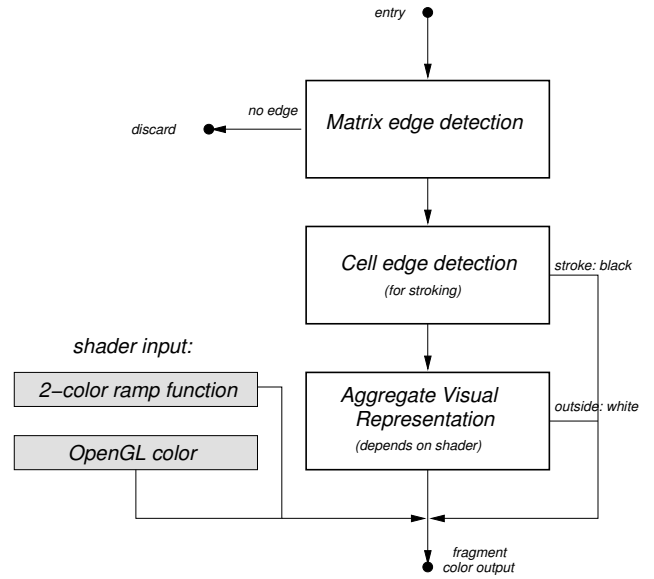 entry
no edge
Matrix edge detection
discard
Cell edge detection
stroke: black
(for stroking)
shader input:
2−color ramp function
Aggregate Visual
Representation
outside: white
(depends on shader)
OpenGL color
fragment
color output